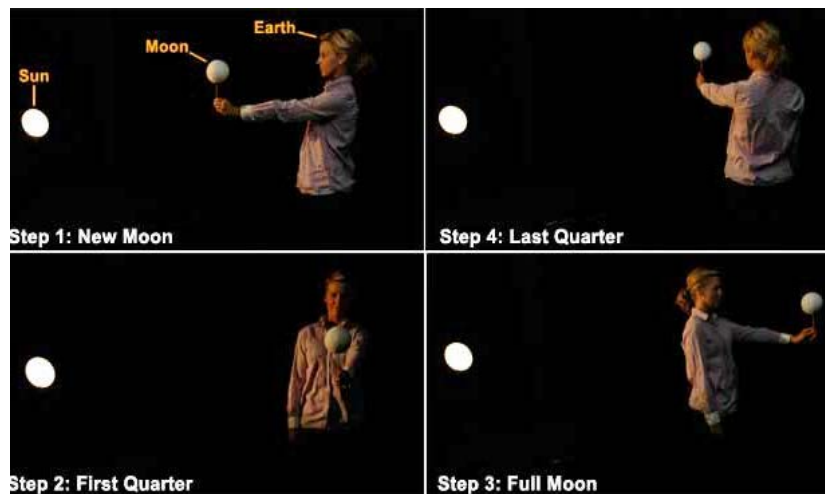 Earth
Moon
Sun
Step 1: New Moon
Step 4: Last Quarter
Step 2: First Quarter
Step 3: Full Moon